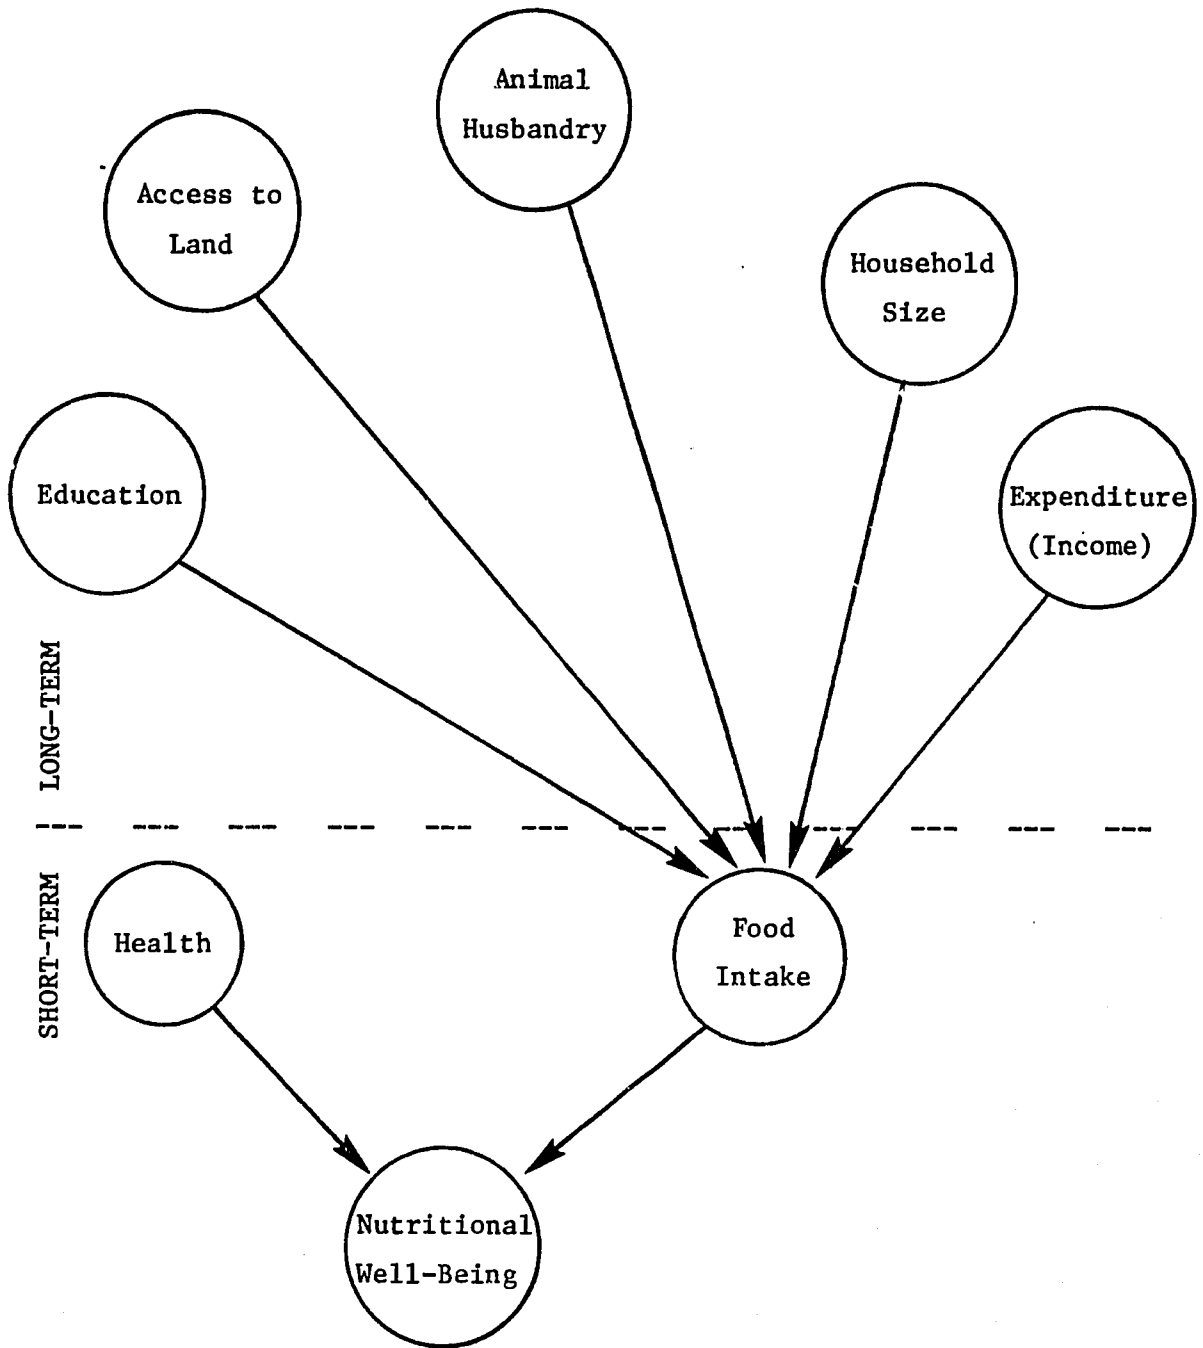 Animal
Husbandry
Access to
Land
Household
Size
Education
Expenditure
(Income)
LONG-TERM
SHORT-TERM
Health
Food
Intake
Nutritional
Well-Being